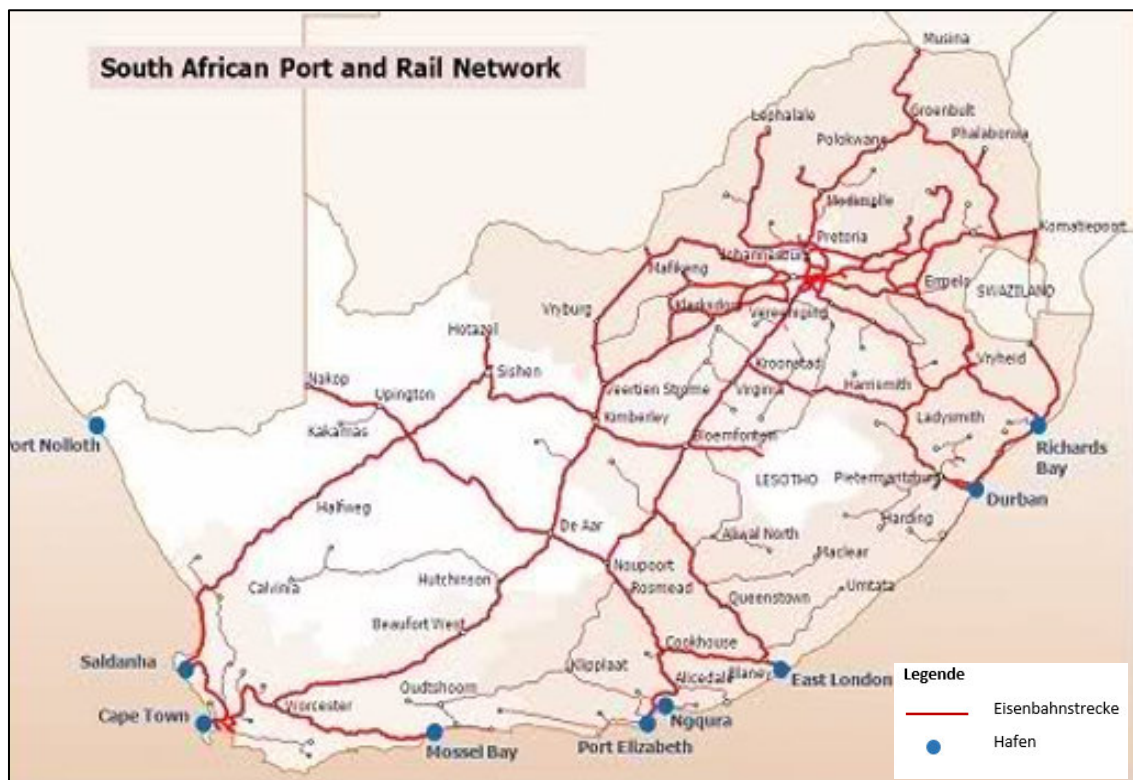 South African Port and Rail Network
Musina
Lephalale
Groenbult
Polokwane
Phalaborwa
Modimolle
Komatiepoort
Pretoria
Johannesburg
Mafikeng
Ermelo
SWAZILAND
Klerksdorp
Vereeniging
Vryburg
Hotazel
Sishen
Kroonstad
Vryheid
Nakop
Upington
Veertien Strome
Virginia
Harrismith
Kakamas
Kimberley
Ladysmith
ort Nolloth
Bloemfontein
Richards
Bay
LESOTHO
Pietermaritzburg
Durban
Halfweg
Harding
De Aar
Aliwal North
Maclear
Calvinia
Hutchinson
Noupoort
Rosmead
Umtata
Queenstown
Beaufort West
Cookhouse
Saldanha
Klipplaat
Alicedale
Blaney
East London
Oudtshoorn
Worcester
Cape Town
Ngqura
Mossel Bay
Port Elizabeth
Legende
Eisenbahnstrecke
Hafen